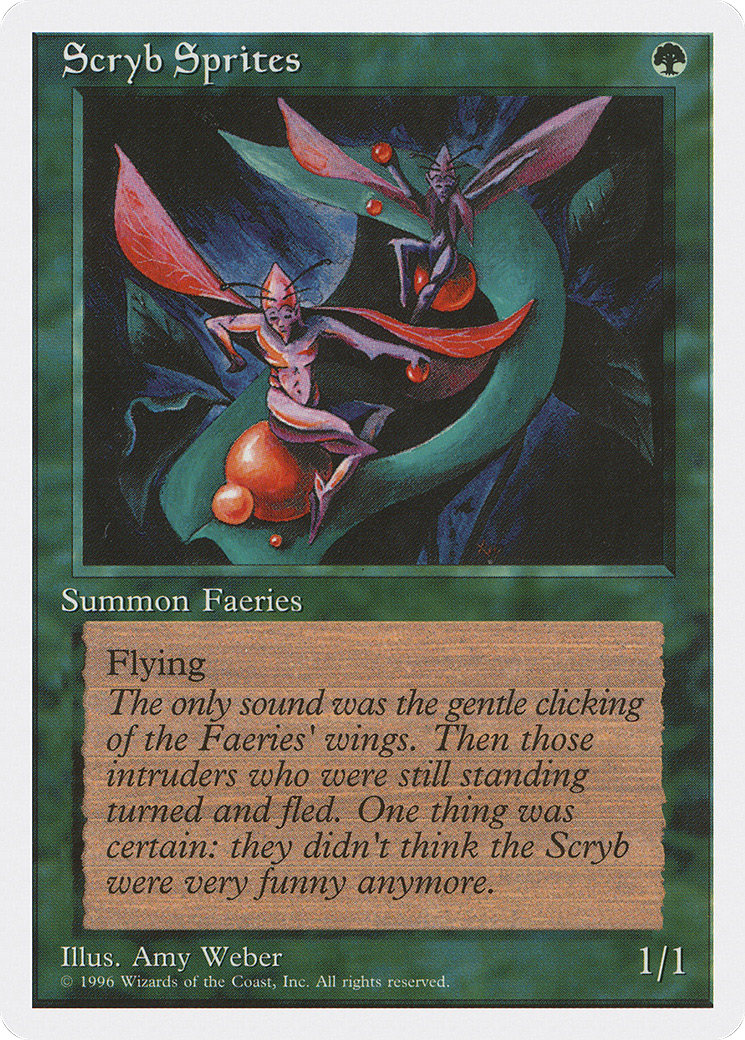 Scryb Sprites
Summon Faeries
Flying
The only sound was the gentle clicking
of the Faeries' wings. Then those
intruders who were still standing
turned and fled. One thing was
certain: they didn't think the Scryb
were very funny anymore.
Illus. Amy Weber
1/1
© 1996 Wizards of the Coast, Inc. All rights reserved.